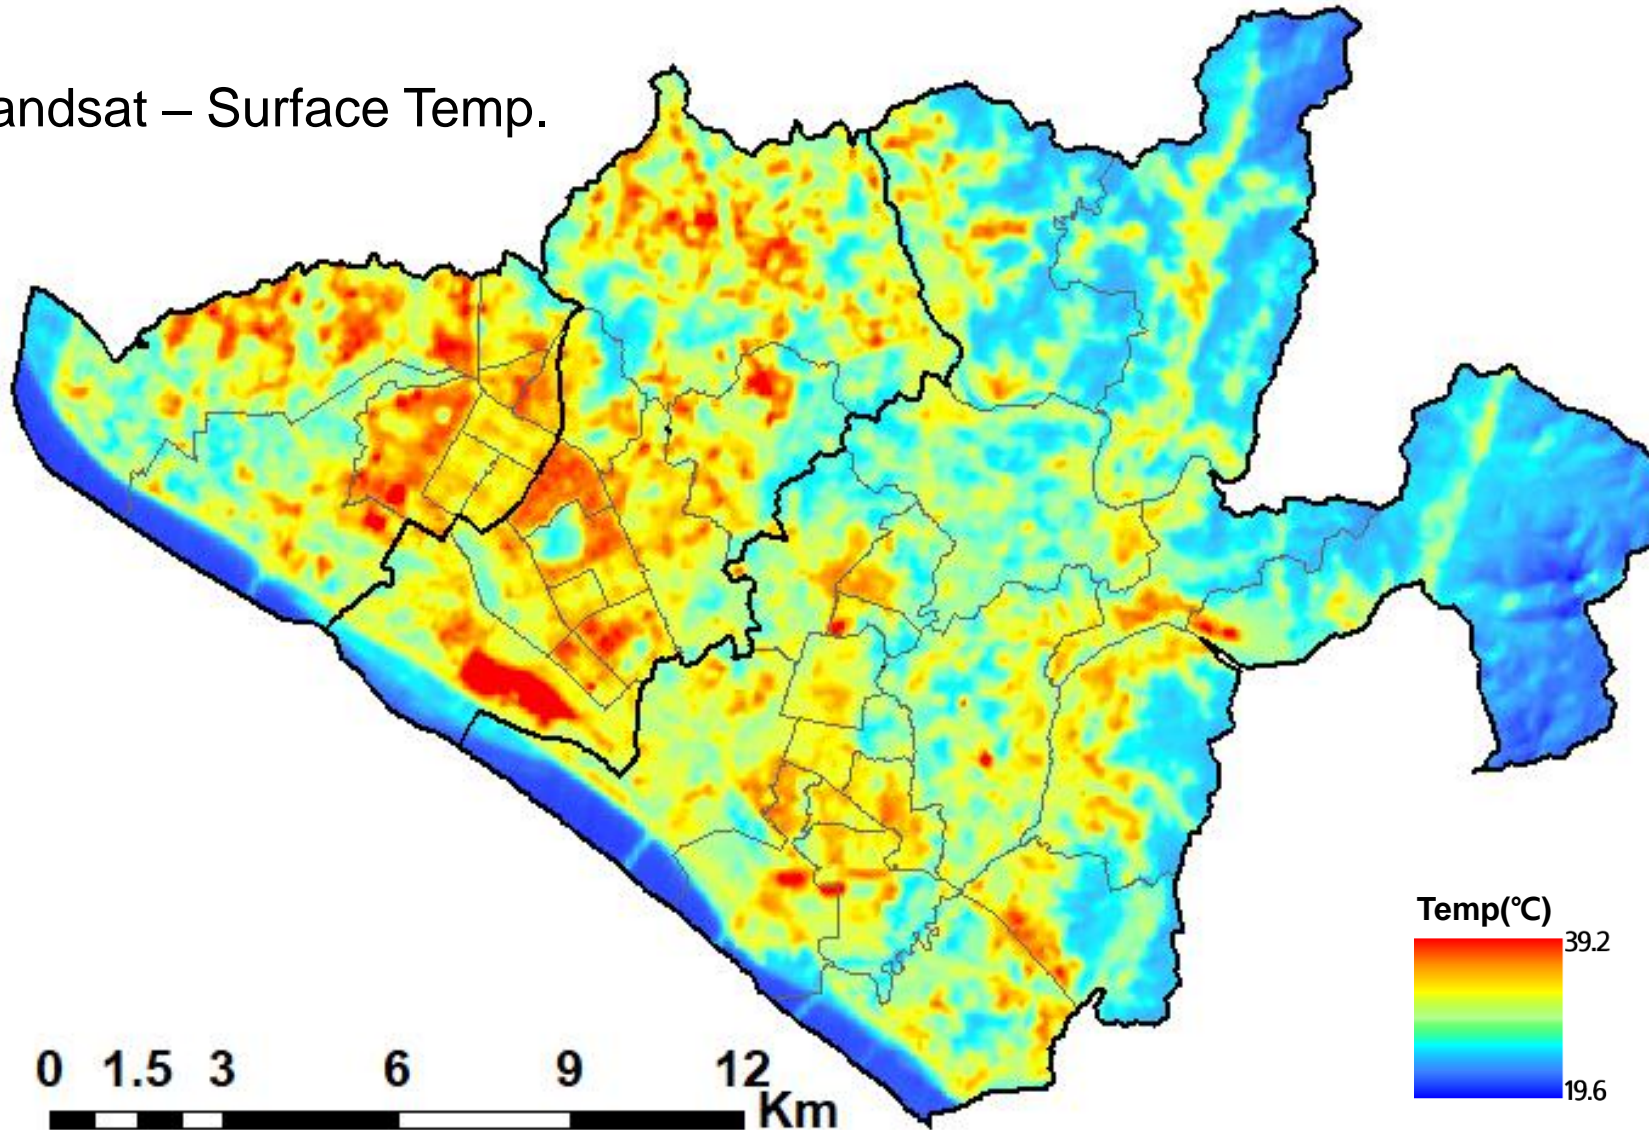 andsat – Surface Temp.
Temp(℃)
39.2
19.6
0 1.5 3 6 9 12
Km